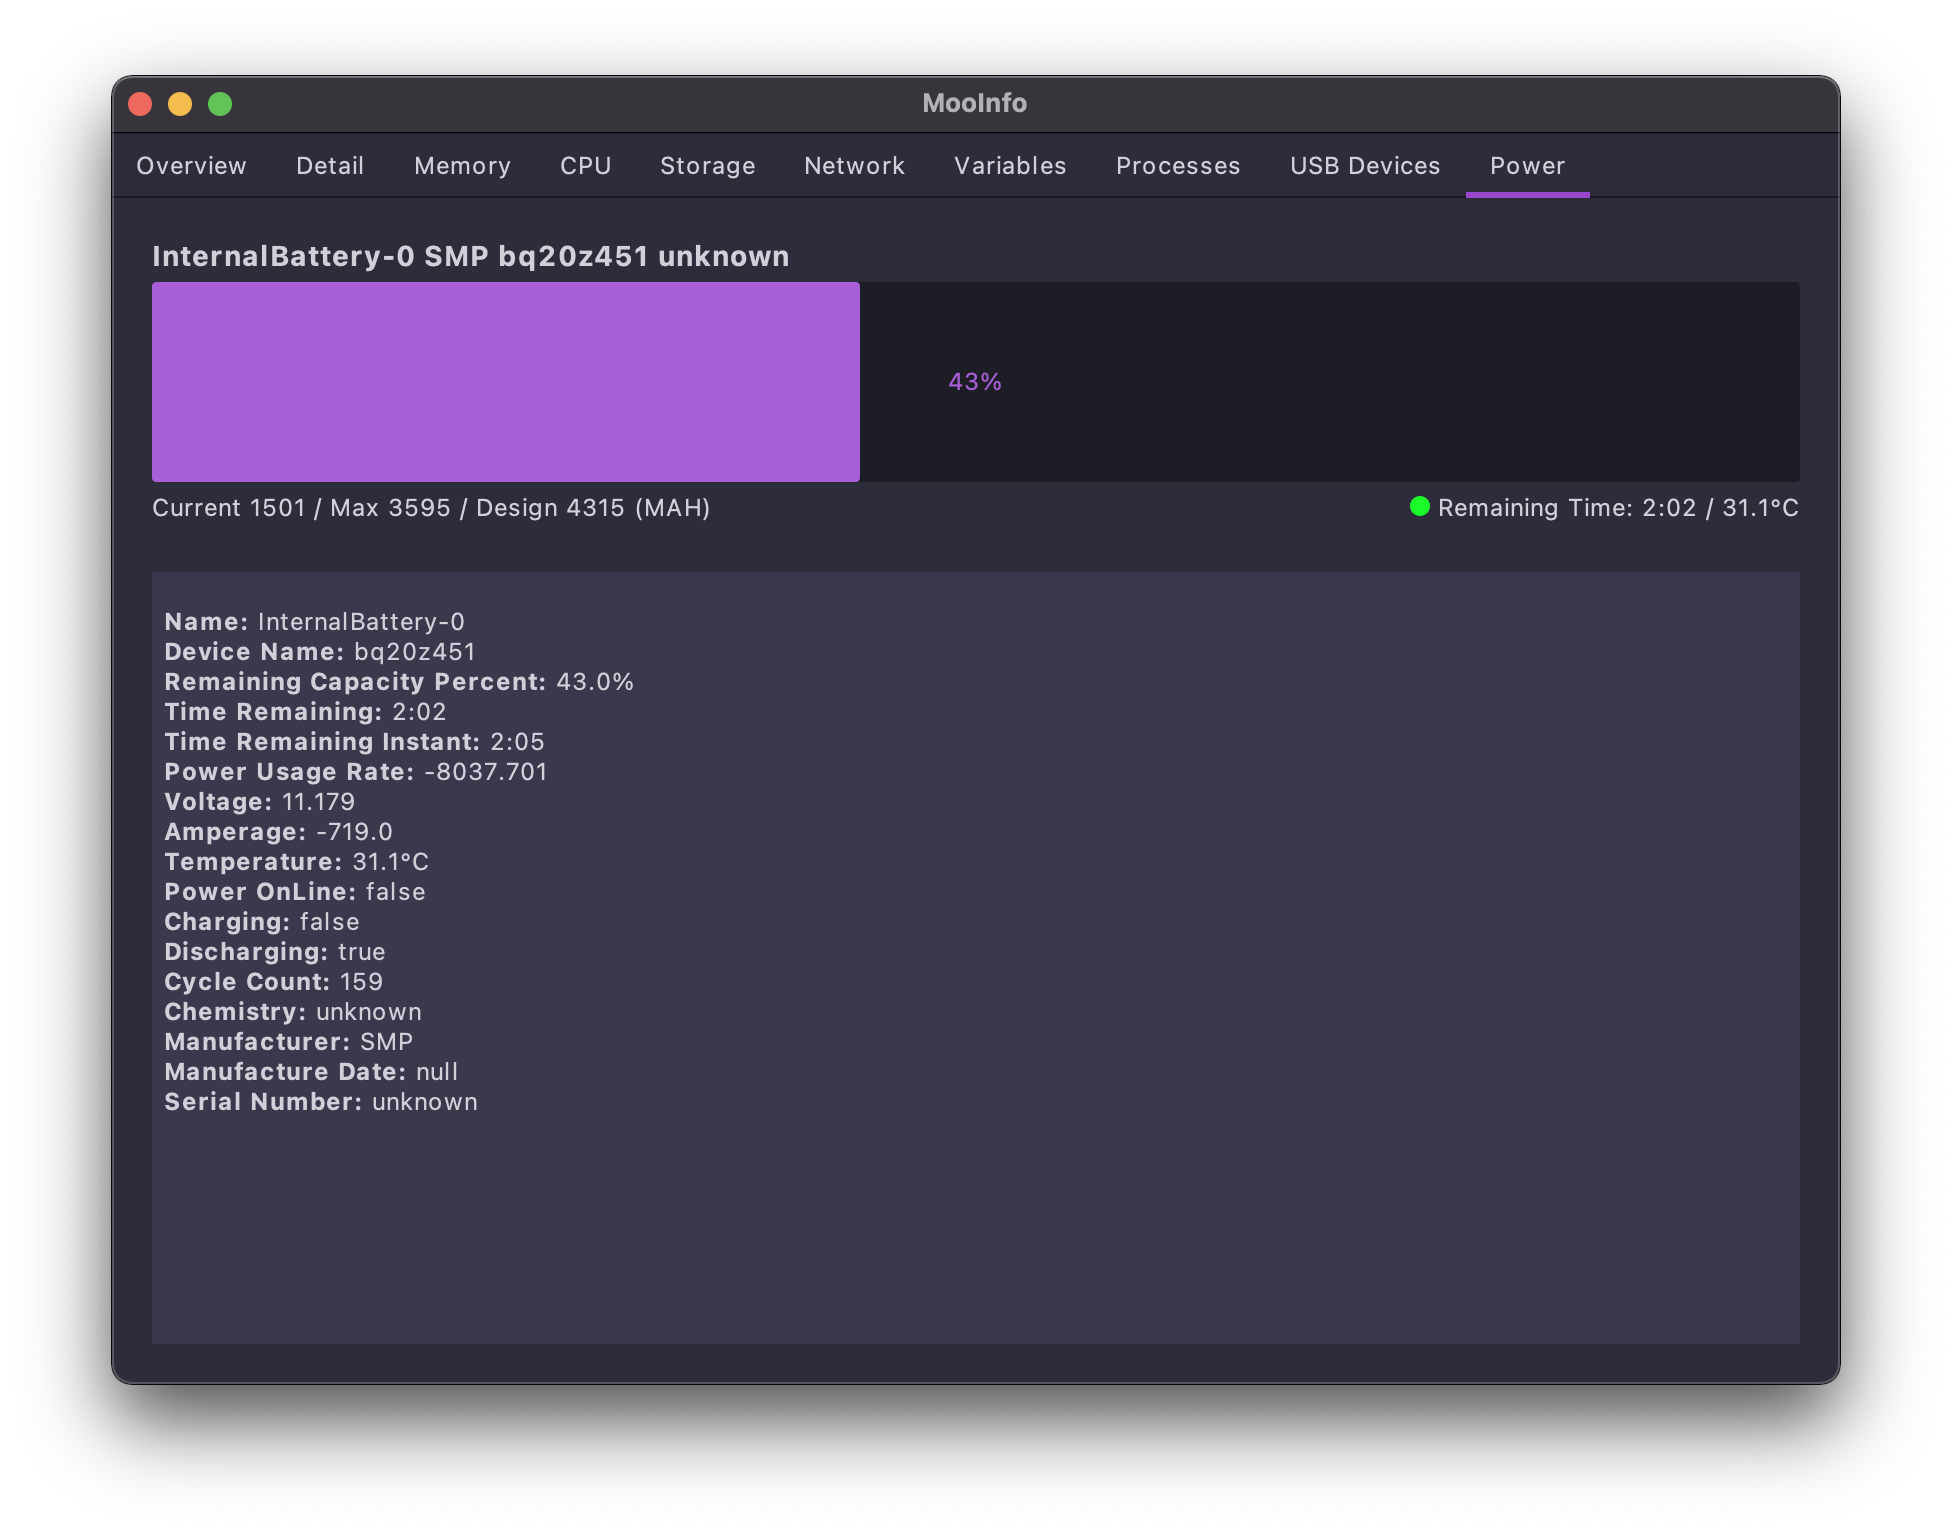 MooInfo
Overview Detail Memory CPU Storage Network Variables Processes USB Devices Power
InternalBattery-0 SMP bq20z451 unknown
43%
Current 1501 / Max 3595 / Design 4315 (MAH) Remaining Time: 2:02 / 31.1°C
Name: InternalBattery-0
Device Name: bq20z451
Remaining Capacity Percent: 43.0%
Time Remaining: 2:02
Time Remaining Instant: 2:05
Power Usage Rate: -8037.701
Voltage: 11.179
Amperage: -719.0
Temperature: 31.1°C
Power OnLine: false
Charging: false
Discharging: true
Cycle Count: 159
Chemistry: unknown
Manufacturer: SMP
Manufacture Date: null
Serial Number: unknown